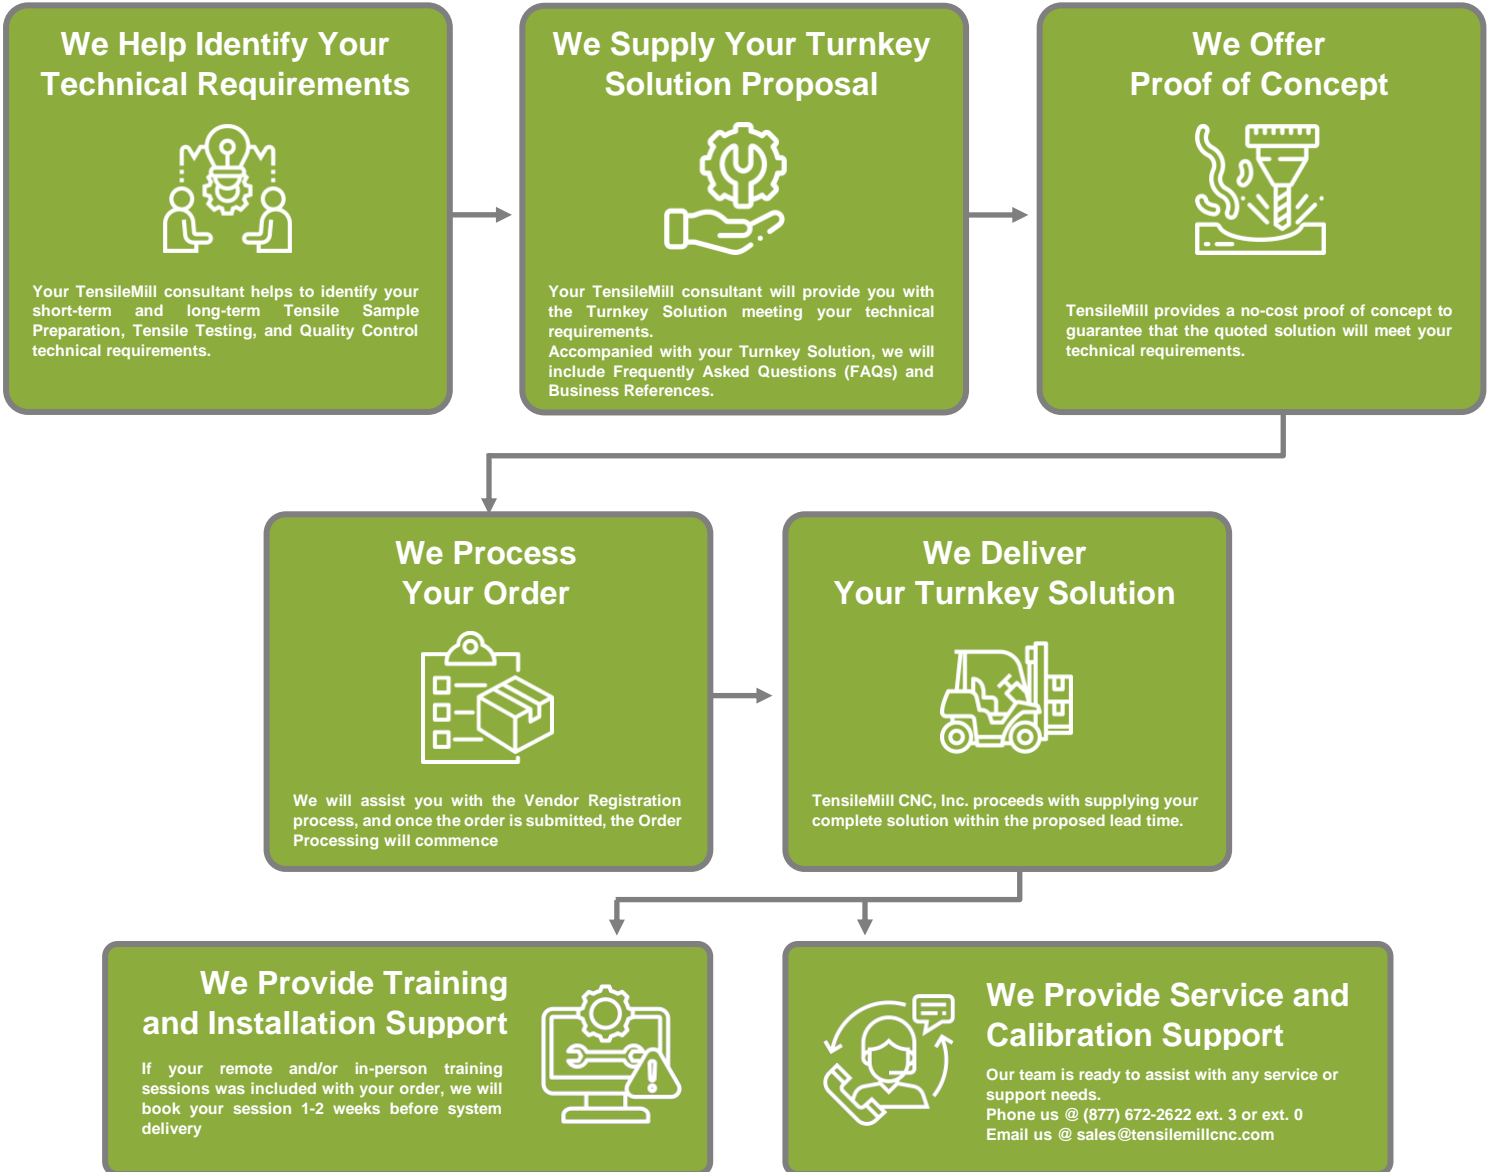 We Help Identify Your
Technical Requirements
Your TensileMill consultant helps to identify your
short-term and long-term Tensile Sample
Preparation, Tensile Testing, and Quality Control
technical requirements.
We Supply Your Turnkey
Solution Proposal
Your TensileMill consultant will provide you with
the Turnkey Solution meeting your technical
requirements.
Accompanied with your Turnkey Solution, we will
include Frequently Asked Questions (FAQs) and
Business References.
We Offer
Proof of Concept
TensileMill provides a no-cost proof of concept to
guarantee that the quoted solution will meet your
technical requirements.
We Process
Your Order
We will assist you with the Vendor Registration
process, and once the order is submitted, the Order
Processing will commence
We Deliver
Your Turnkey Solution
TensileMill CNC, Inc. proceeds with supplying your
complete solution within the proposed lead time.
We Provide Training
and Installation Support
If your remote and/or in-person training
sessions was included with your order, we will
book your session 1-2 weeks before system
delivery
We Provide Service and
Calibration Support
Our team is ready to assist with any service or
support needs.
Phone us @ (877) 672-2622 ext. 3 or ext. 0
Email us @ sales@tensilemillcnc.com